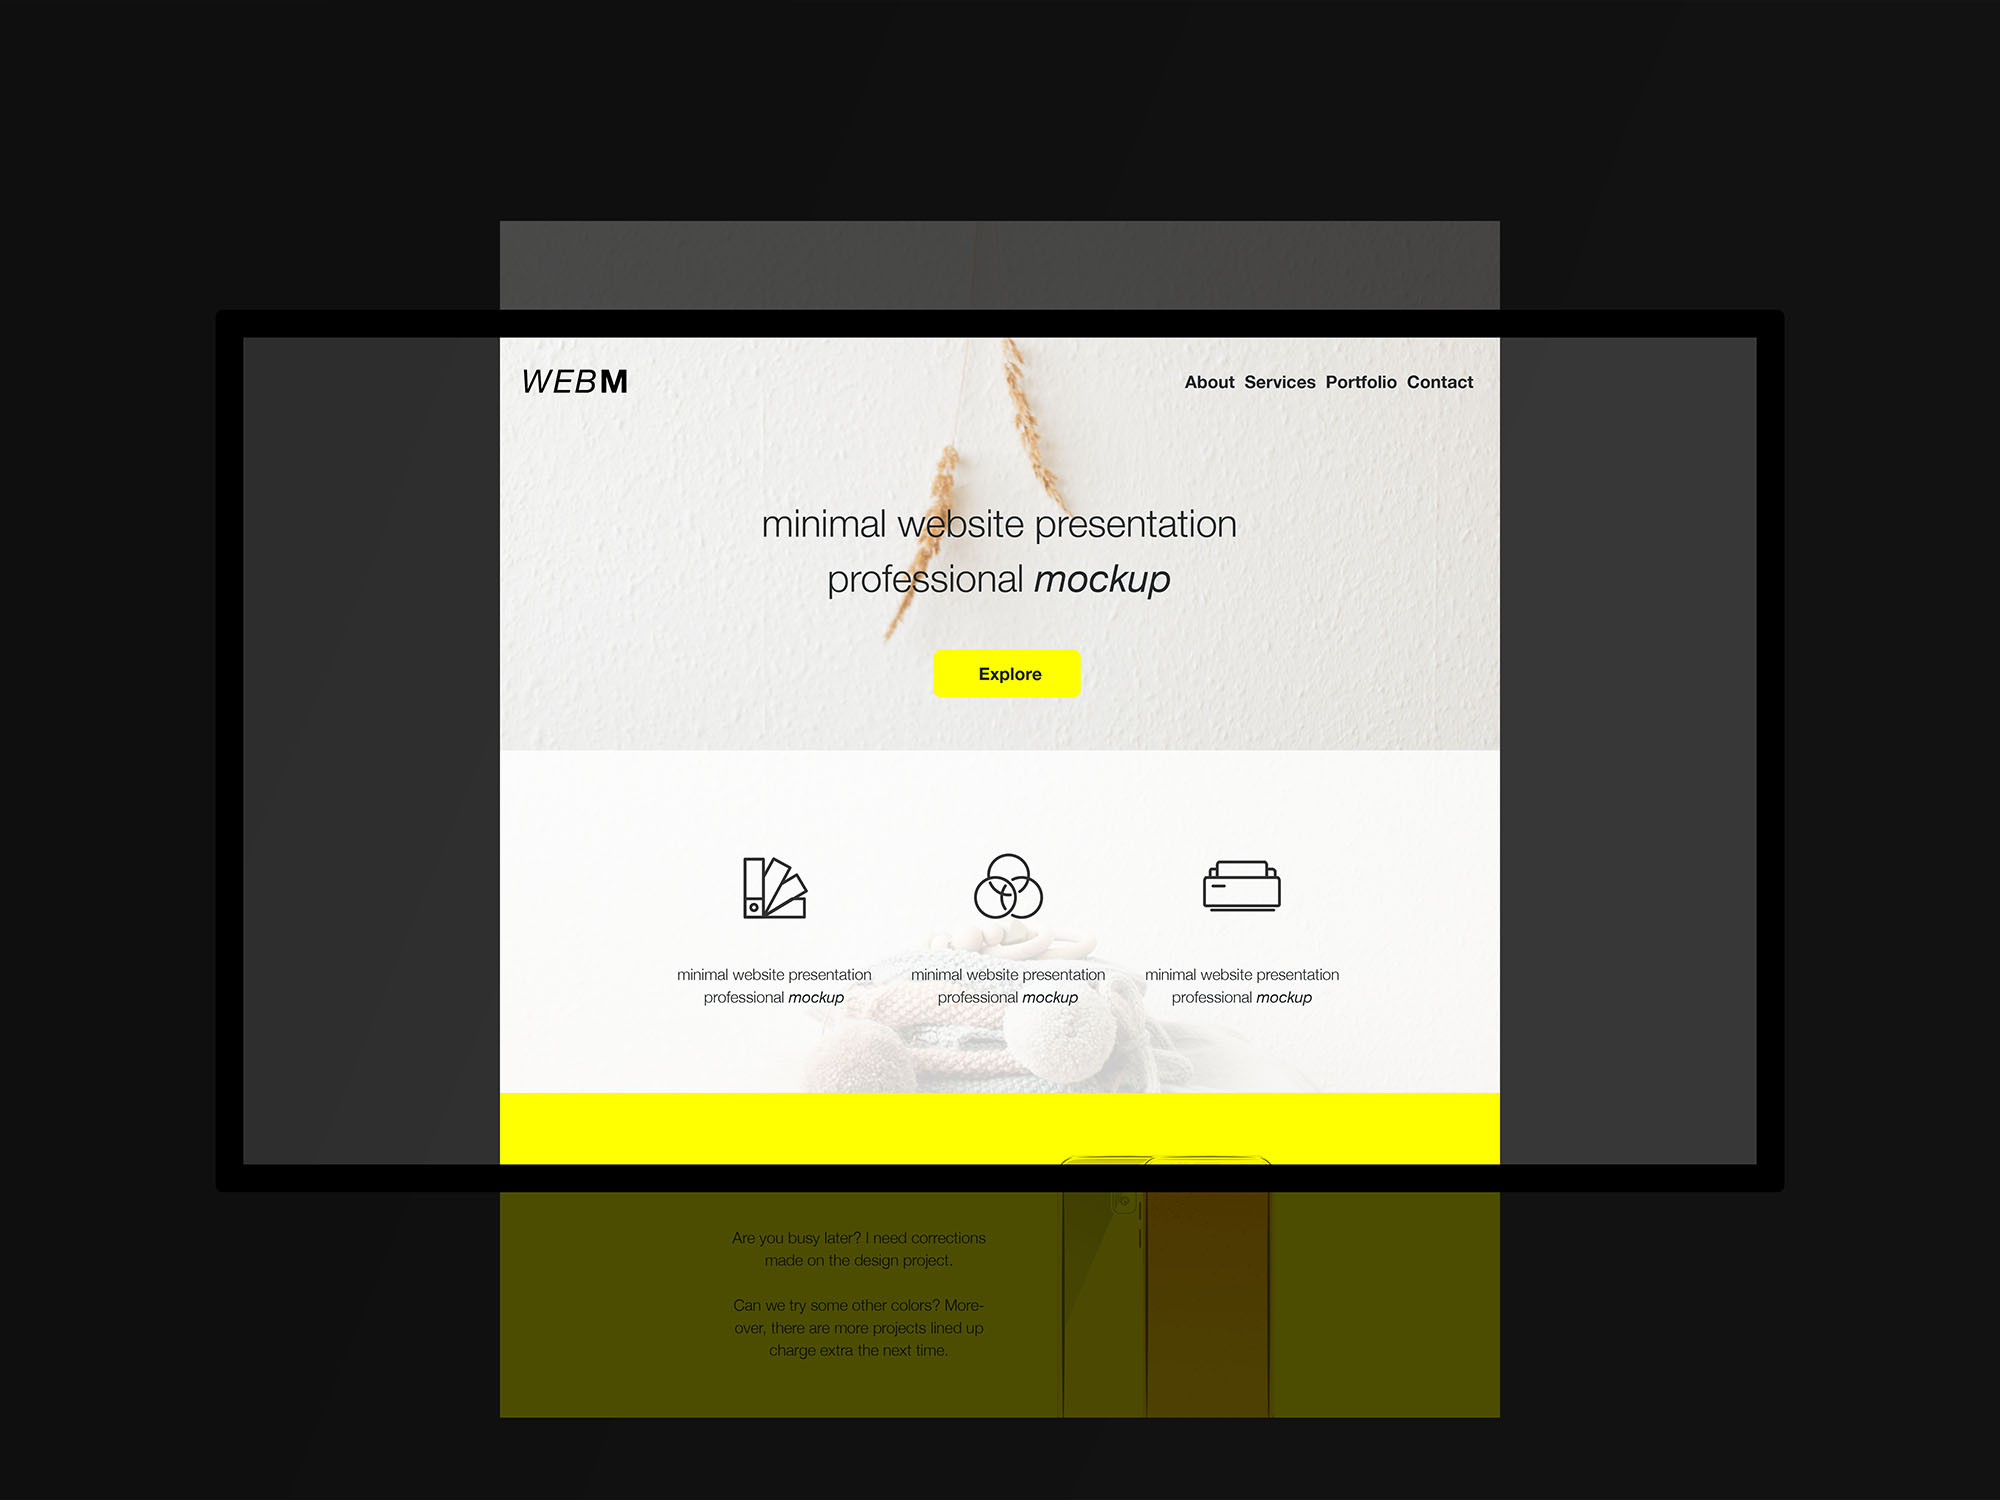 WEBM
About Services Portfolio Contact
minimal website presentation
professional mockup
Explore
minimal website presentation
professional mockup
minimal website presentation
professional mockup
minimal website presentation
professional mockup
Are you busy later? I need corrections
made on the design project.
Can we try some other colors? More-
over, there are more projects lined up
charge extra the next time.